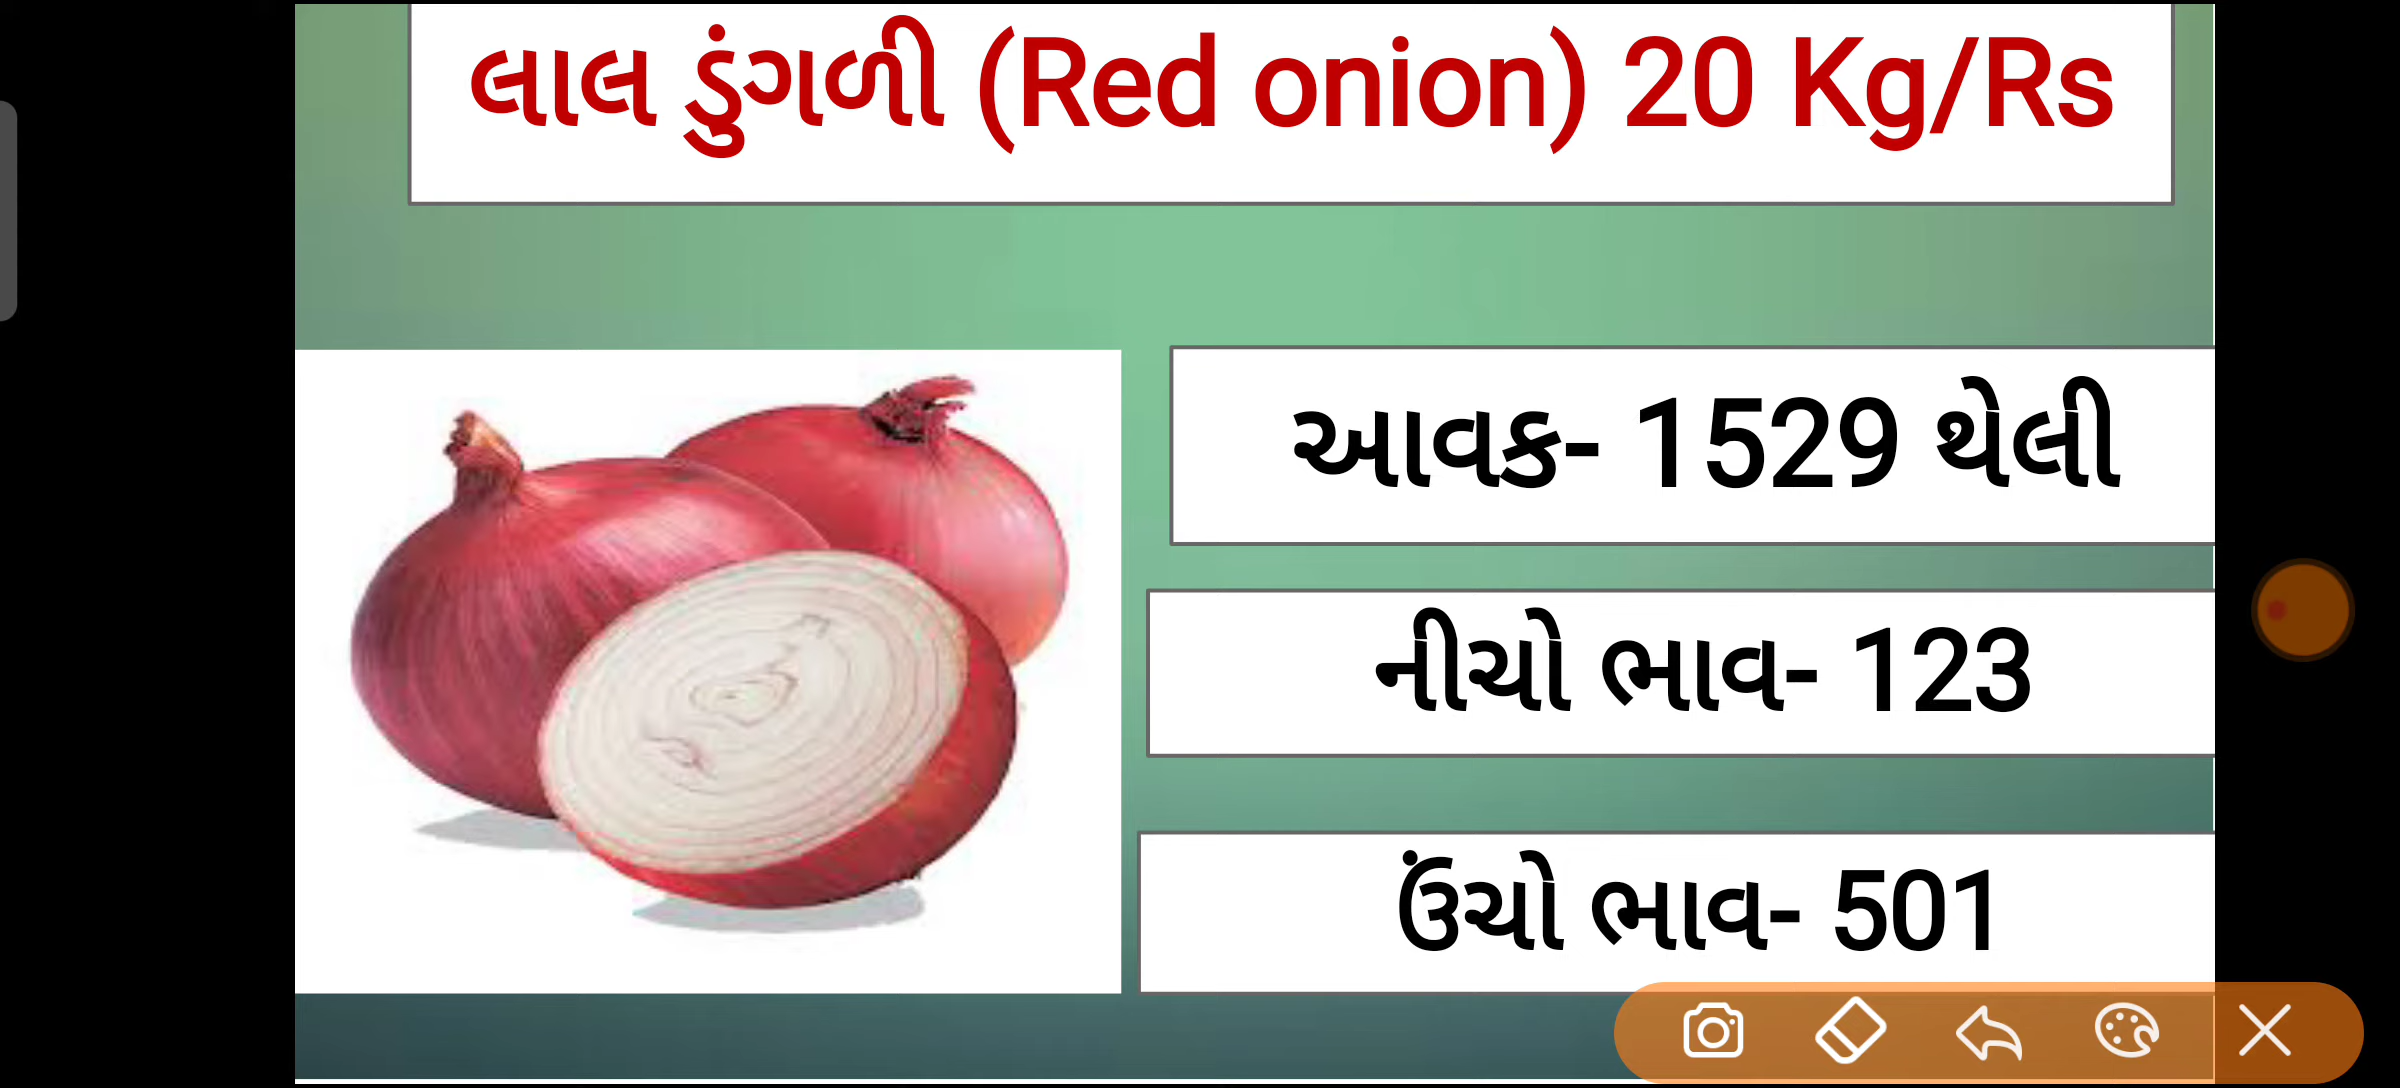 લાલ ડુંગળી (Red onion) 20 Kg/Rs
આવક- 1529 થેલી
નીચો ભાવ- 123
ઉંચો ભાવ- 501